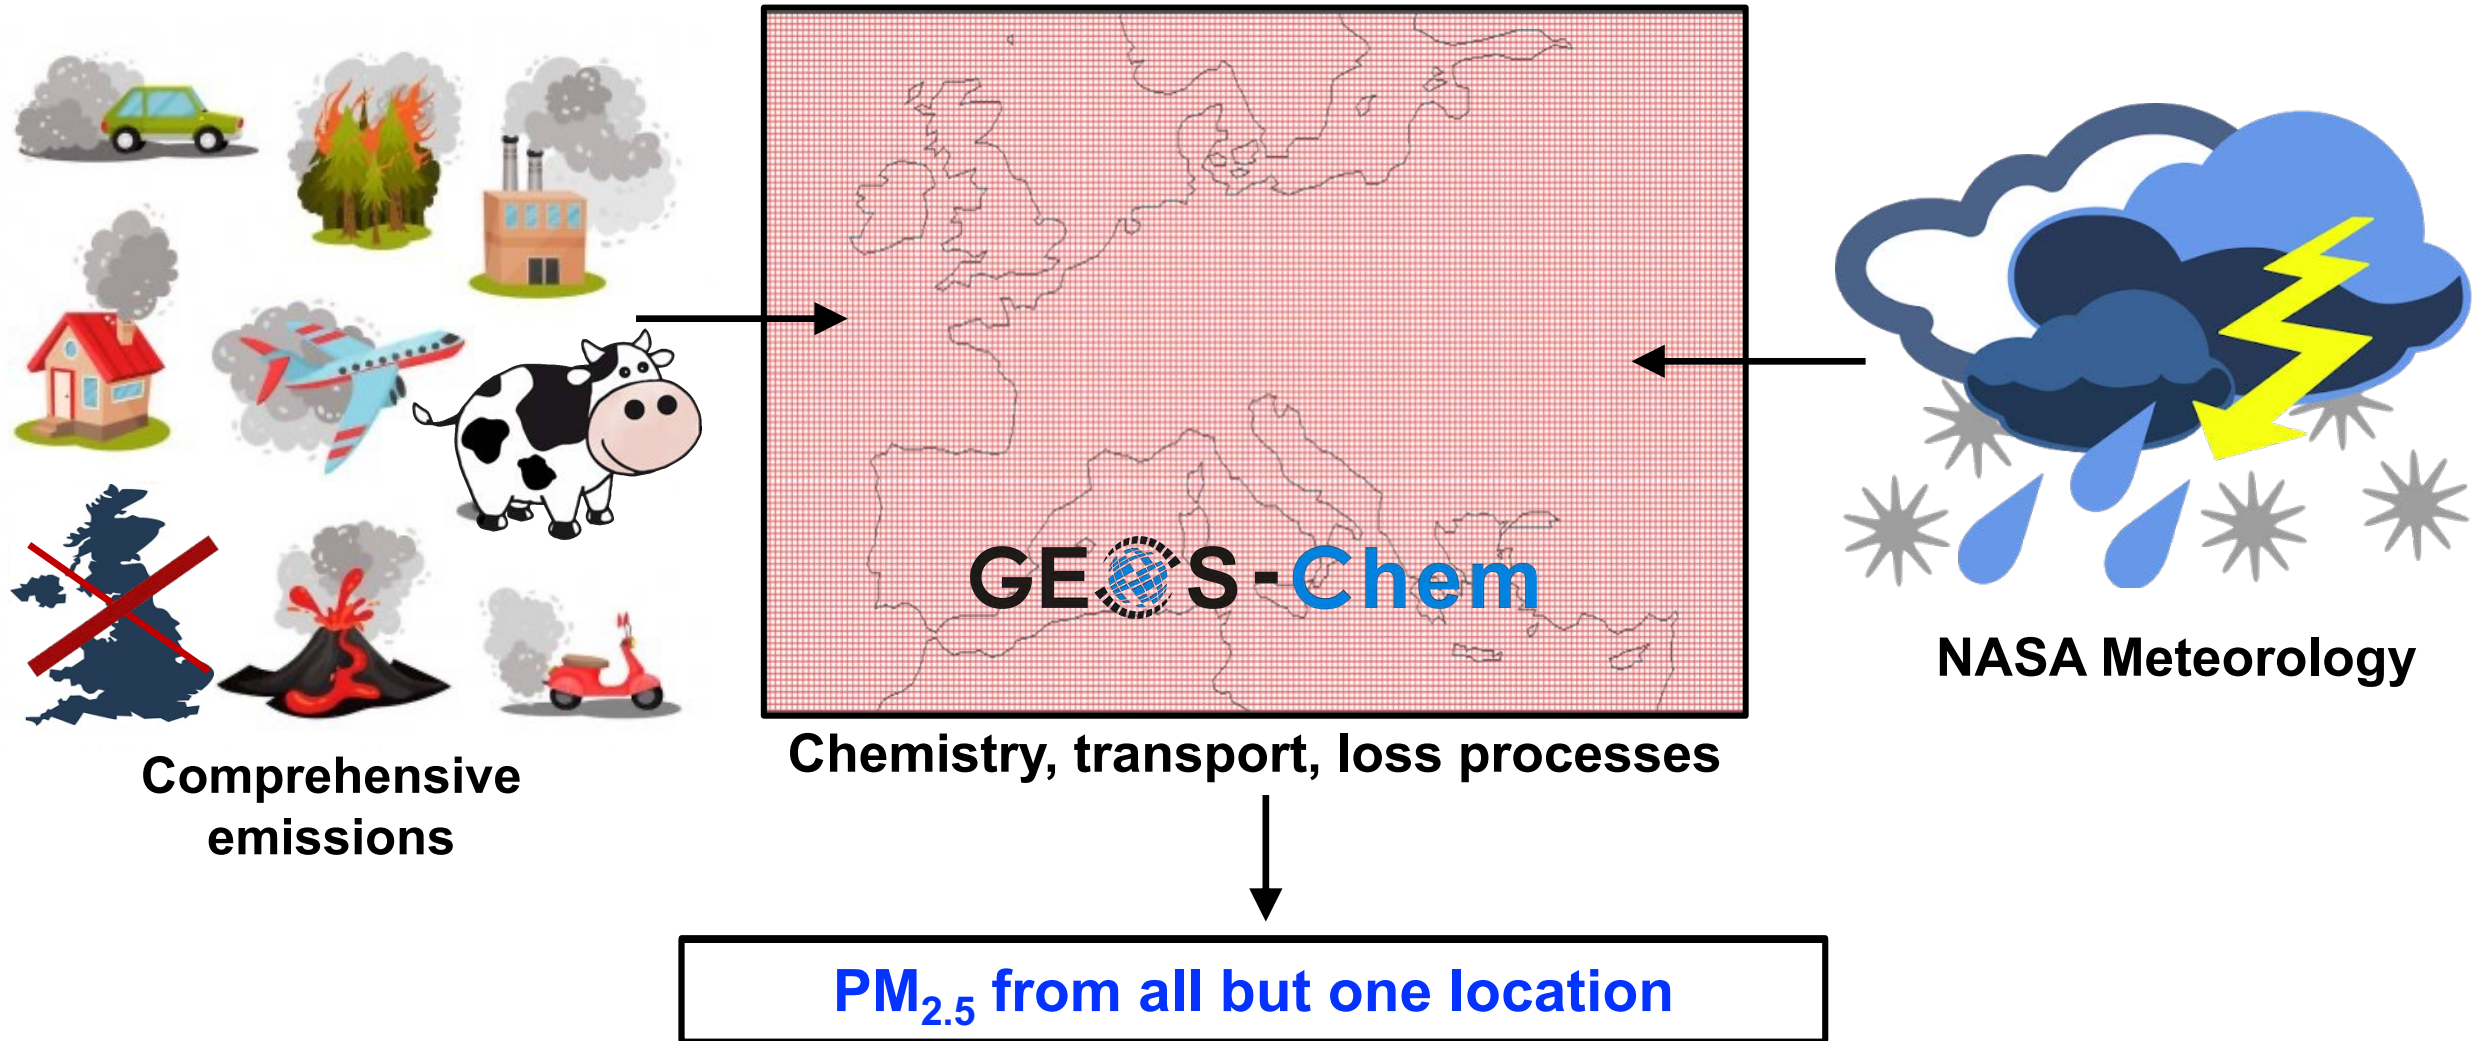 GEOS-Chem
NASA Meteorology
Chemistry, transport, loss processes
Comprehensive
emissions
PM₂.₅ from all but one location